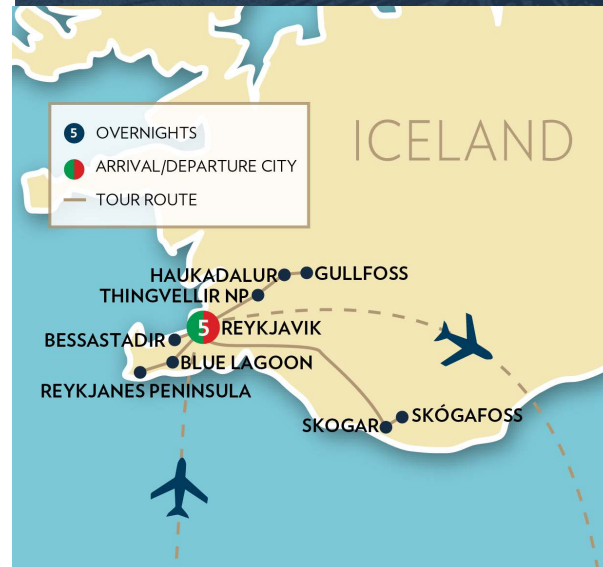 5 OVERNIGHTS
ARRIVAL/DEPARTURE CITY
TOUR ROUTE
ICELAND
HAUKADALUR
GULLFOSS
THINGVELLIR NP
5 REYKJAVIK
BESSASTADIR
BLUE LAGOON
REYKJANES PENINSULA
SKOGAR
SKÓGAFOSS